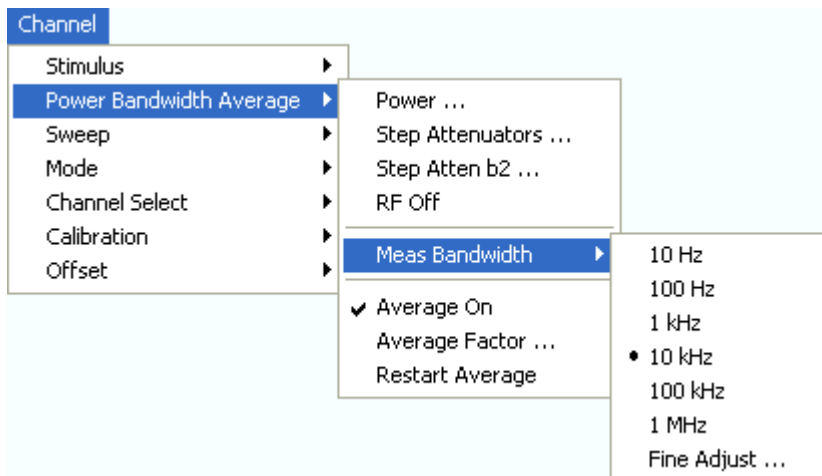 Channel
Stimulus
Power Bandwidth Average
Sweep
Mode
Channel Select
Calibration
Offset
Power ...
Step Attenuators ...
Step Atten b2 ...
RF Off
Meas Bandwidth
Average On
Average Factor ...
Restart Average
10 Hz
100 Hz
1 kHz
10 kHz
100 kHz
1 MHz
Fine Adjust ...